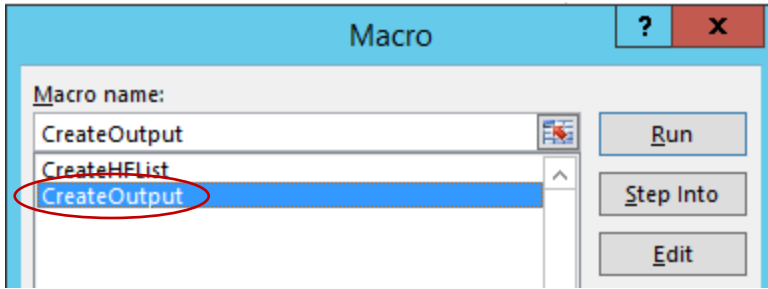 Macro
?
x
Macro name:
CreateOutput
Run
CreateHFList
CreateOutput
Step Into
Edit